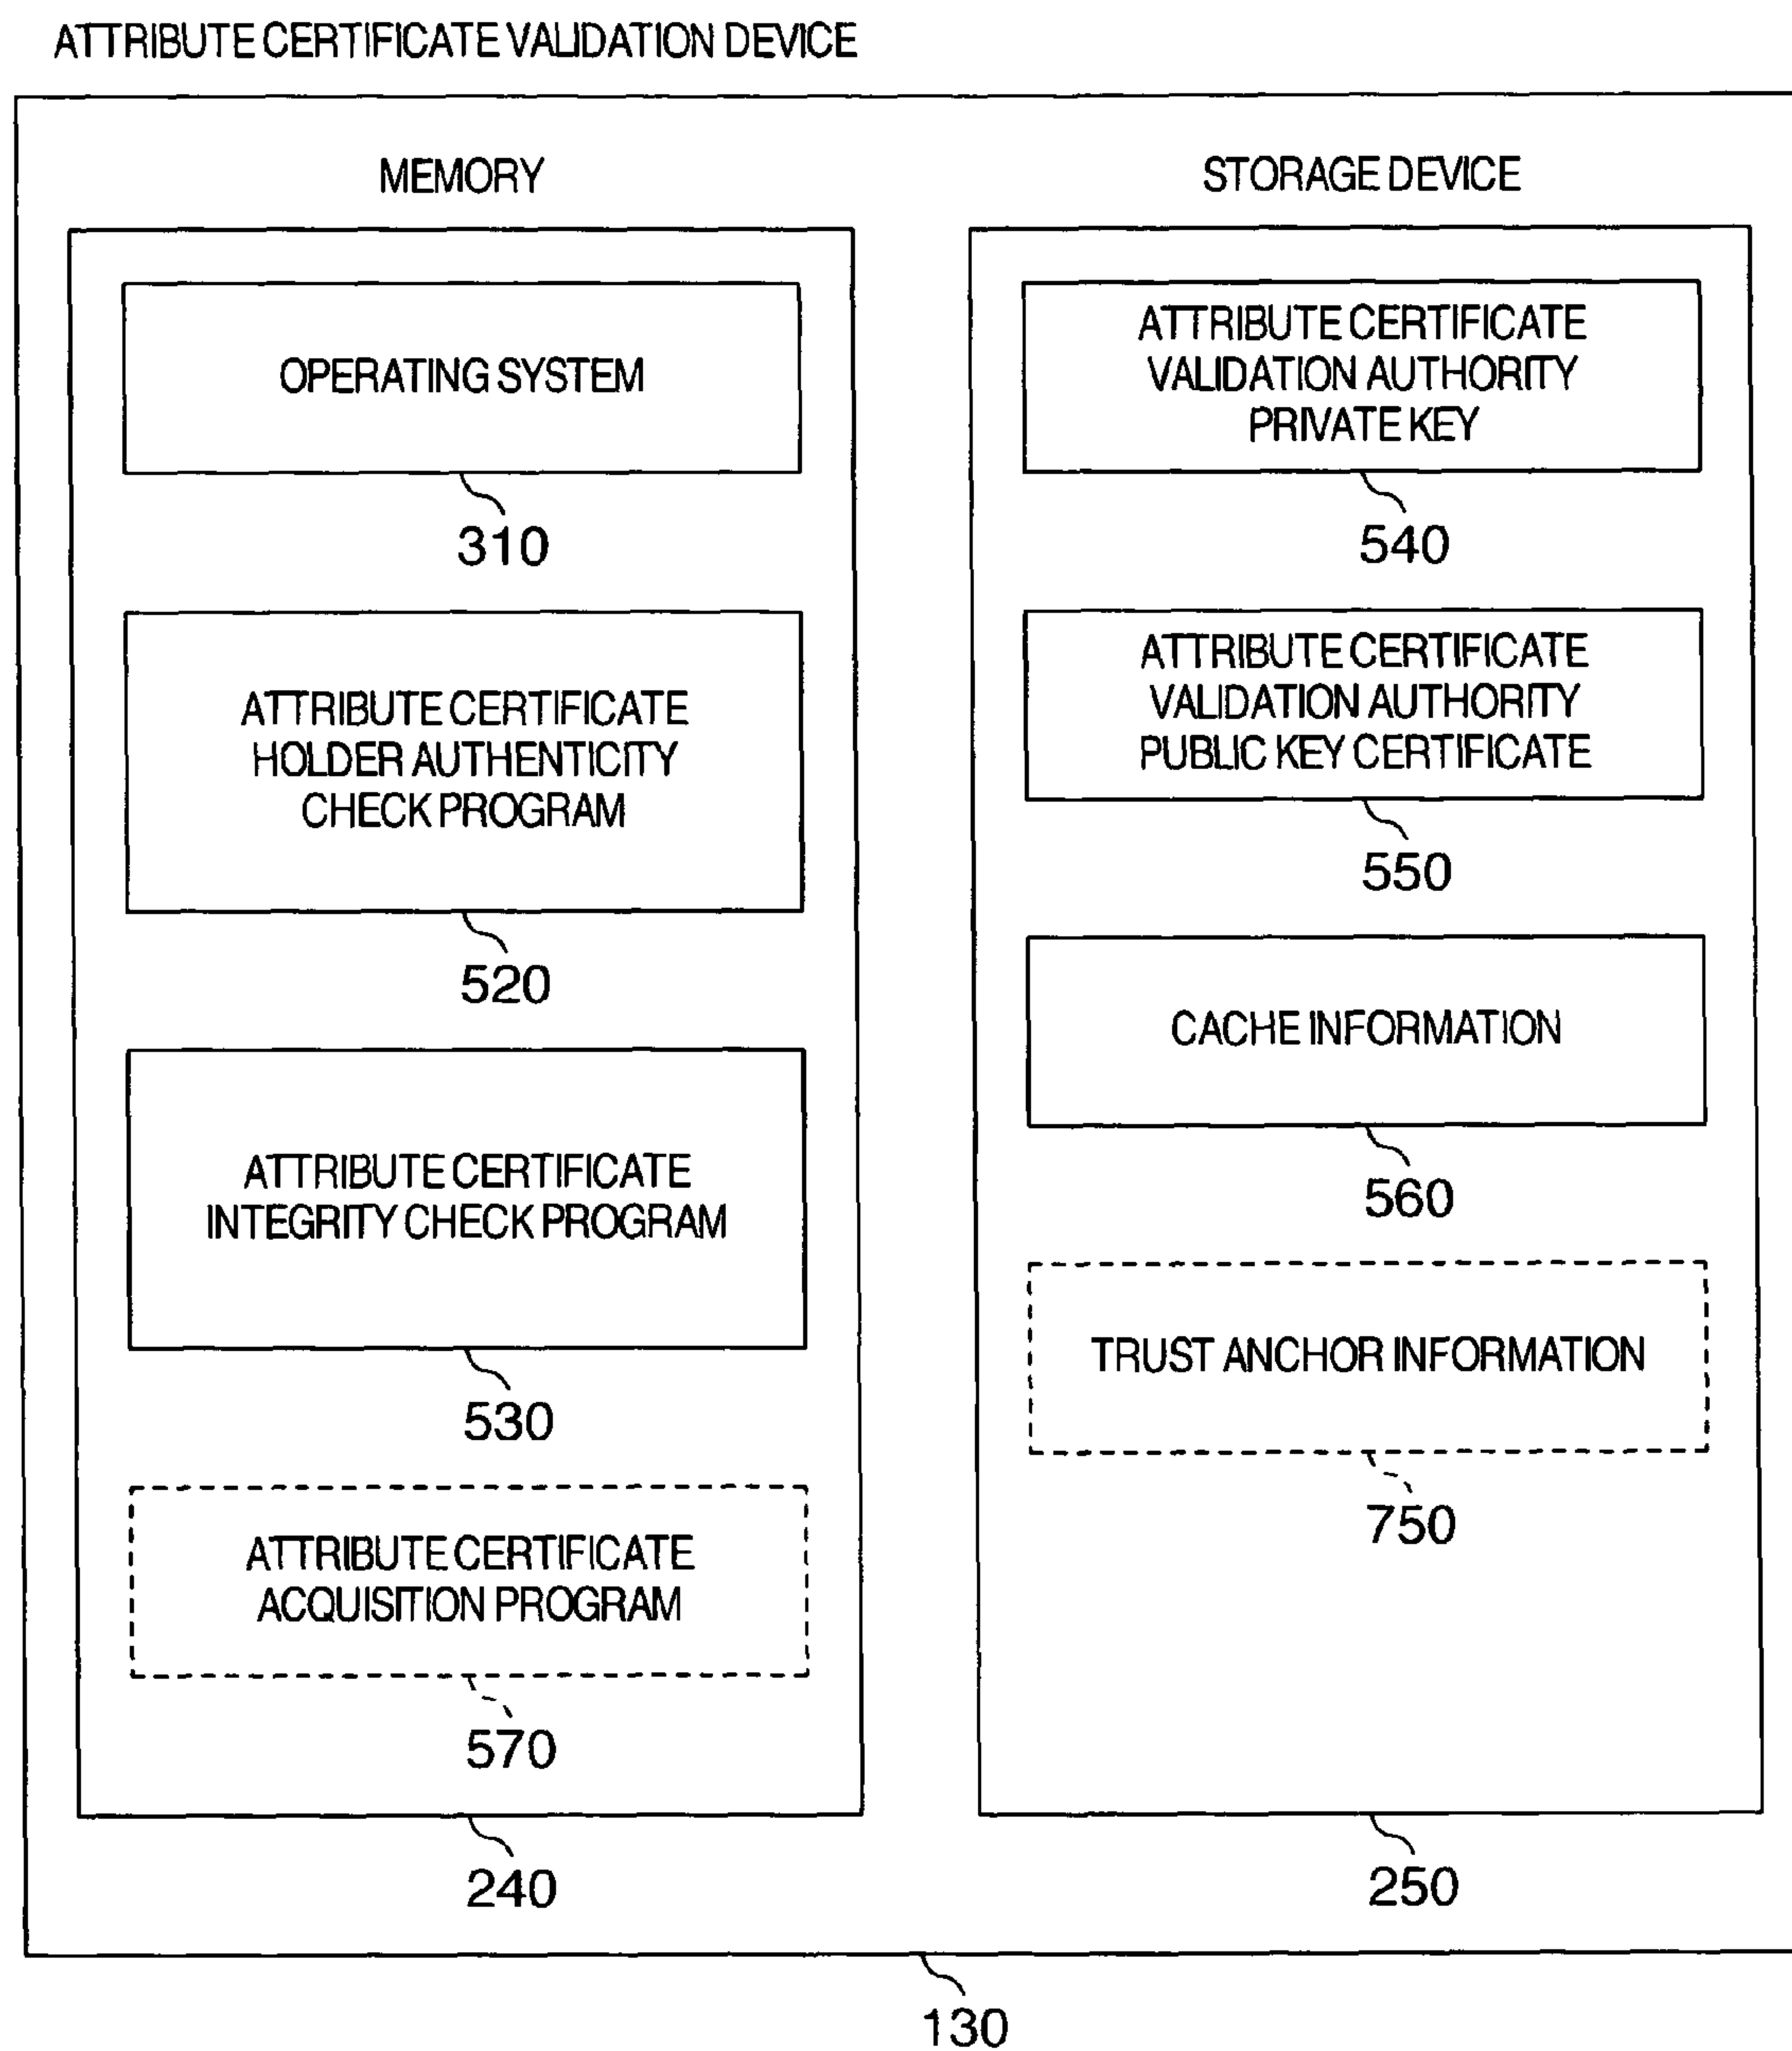 ATTRIBUTE CERTIFICATE VALIDATION DEVICE
MEMORY
OPERATING SYSTEM
310
ATTRIBUTE CERTIFICATE
HOLDER AUTHENTICITY
CHECK PROGRAM
520
ATTRIBUTE CERTIFICATE
INTEGRITY CHECK PROGRAM
530
ATTRIBUTE CERTIFICATE
ACQUISITION PROGRAM
570
240
STORAGE DEVICE
ATTRIBUTE CERTIFICATE
VALIDATION AUTHORITY
PRIVATE KEY
540
ATTRIBUTE CERTIFICATE
VALIDATION AUTHORITY
PUBLIC KEY CERTIFICATE
550
CACHE INFORMATION
560
TRUST ANCHOR INFORMATION
750
250
130